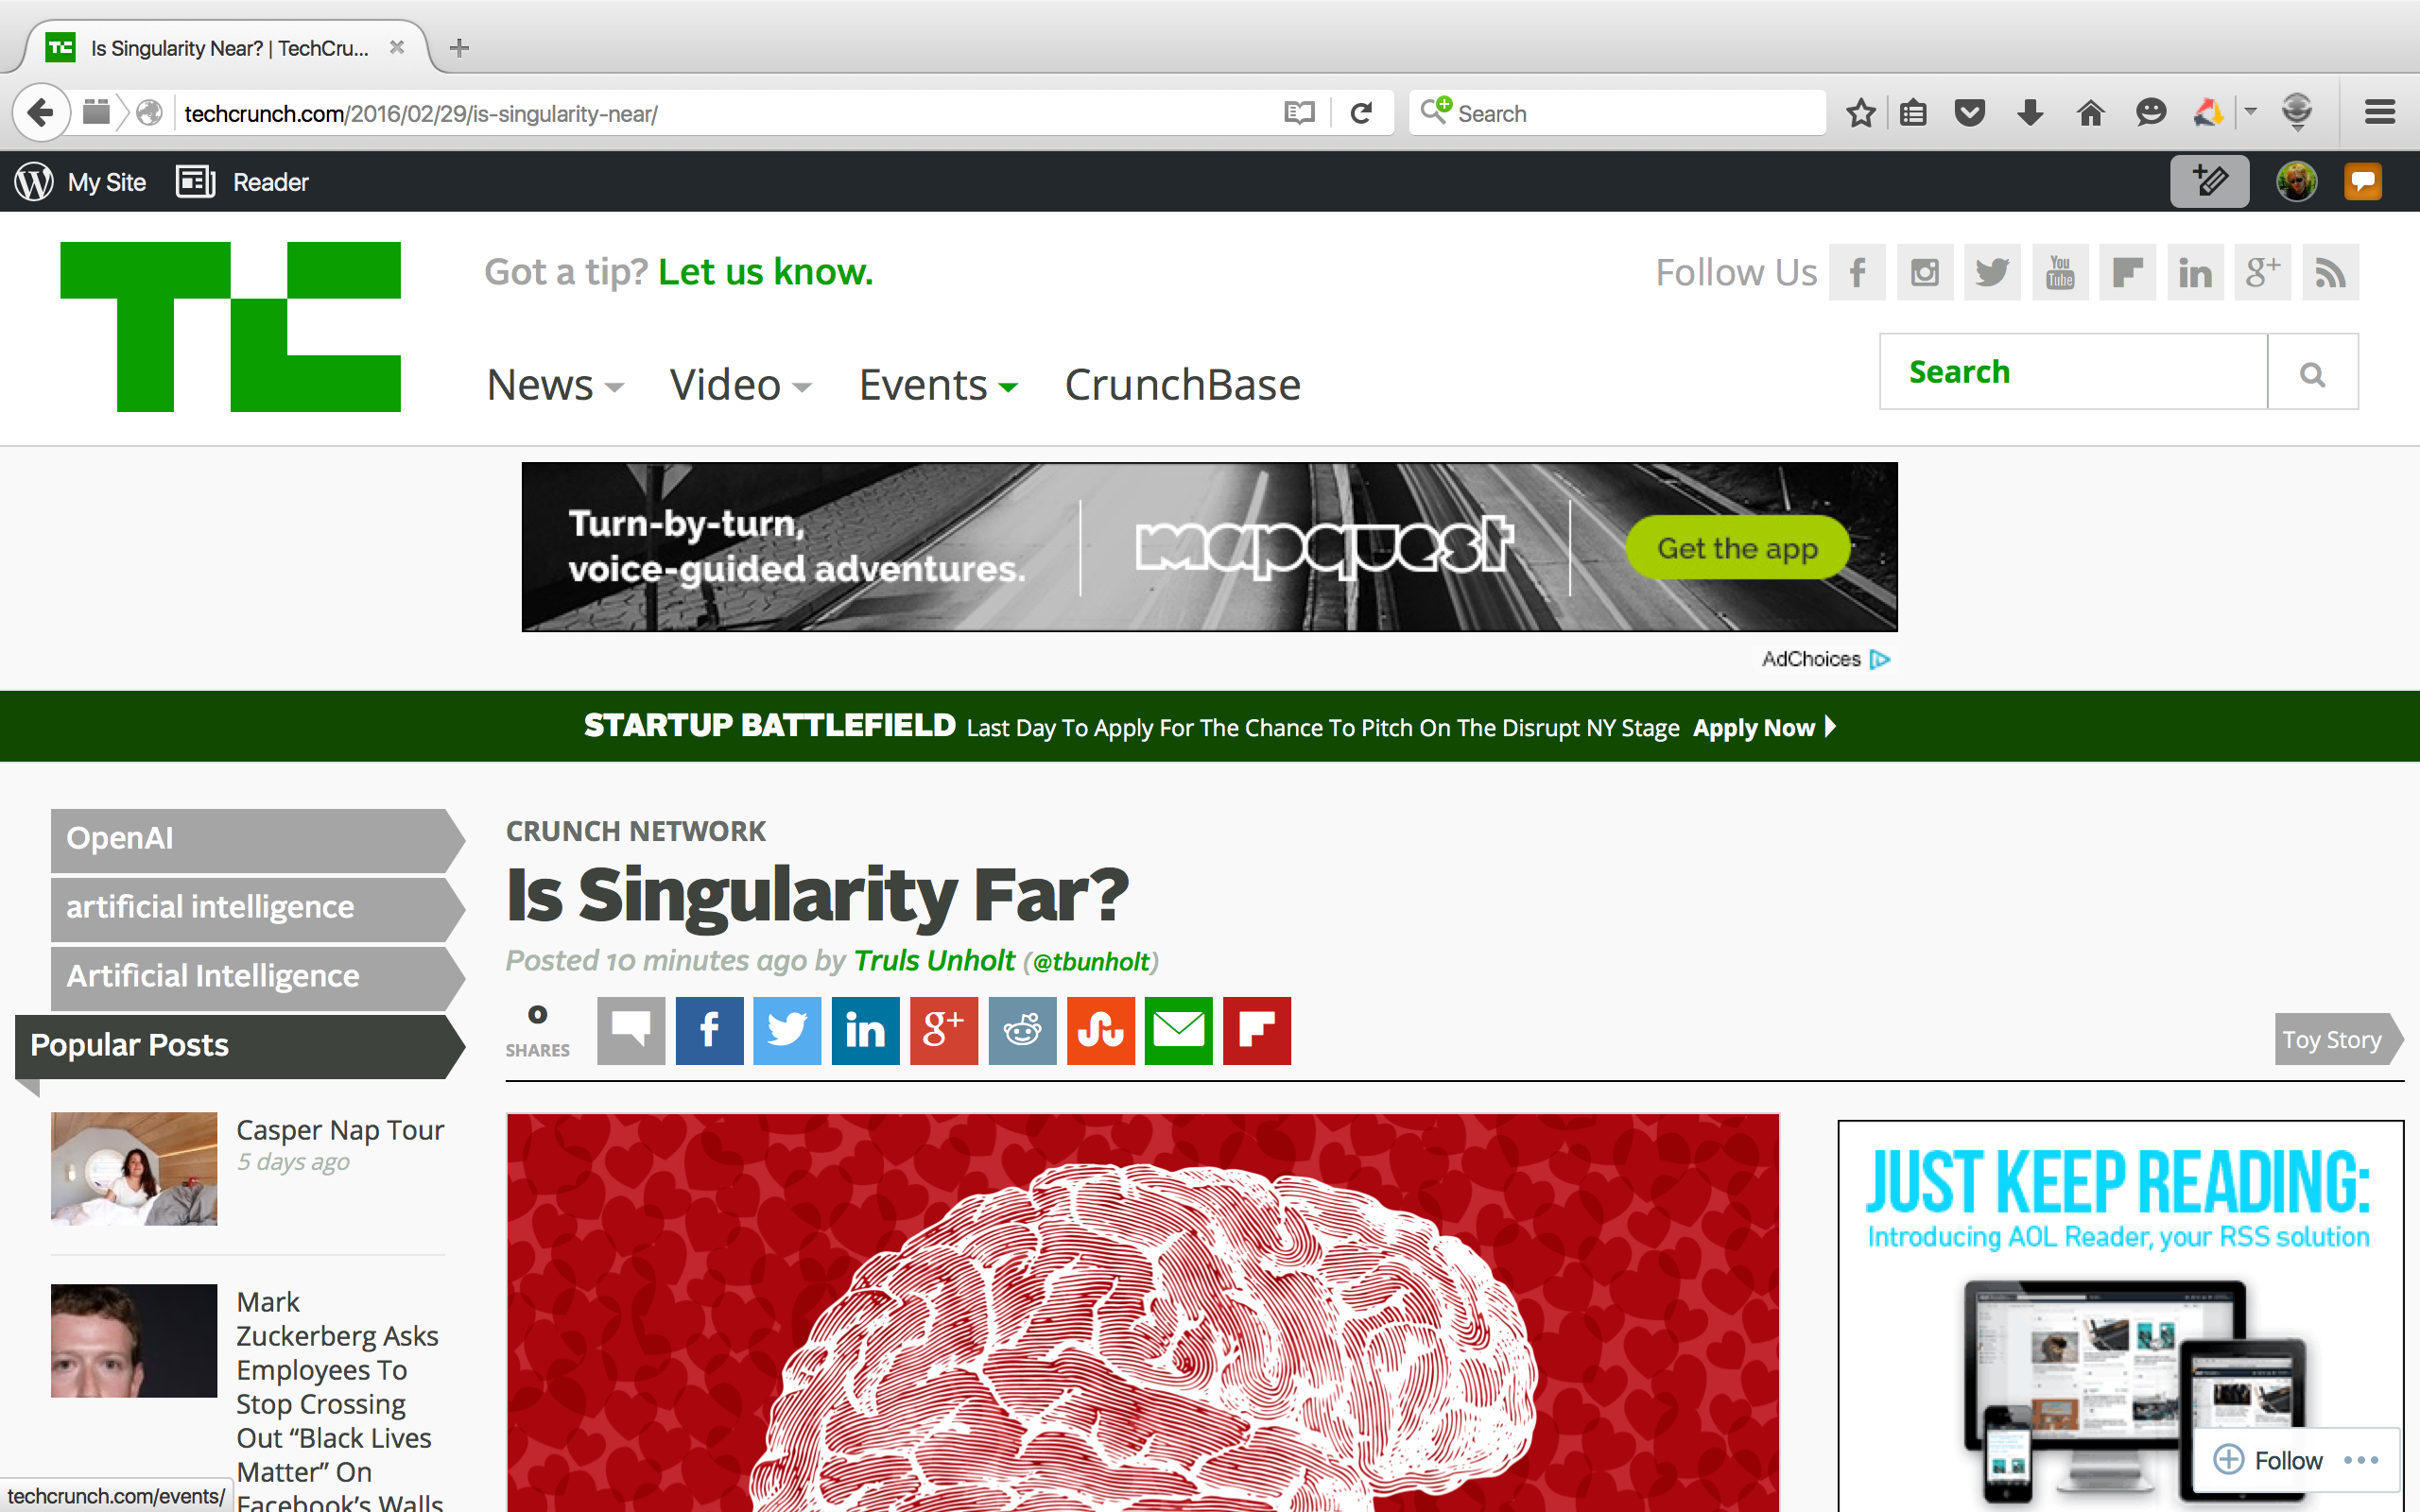 Is Singularity Near? | TechCru...
techcrunch.com/2016/02/29/is-singularity-near/
Search
My Site
Reader
TC
Got a tip? Let us know.
Follow Us
You
Tube
News
Video
Events
CrunchBase
Search
Turn-by-turn,
voice-guided adventures.
mapquest
Get the app
AdChoices
STARTUP BATTLEFIELD Last Day To Apply For The Chance To Pitch On The Disrupt NY Stage Apply Now
OpenAI
artificial intelligence
Artificial Intelligence
Popular Posts
Casper Nap Tour
5 days ago
Mark
Zuckerberg Asks
Employees To
Stop Crossing
Out “Black Lives
Matter” On
Facebook’s Walls
techcrunch.com/events/
CRUNCH NETWORK
Is Singularity Far?
Posted 10 minutes ago by Truls Unholt (@tbunholt)
0
SHARES
Toy Story
JUST KEEP READING:
Introducing AOL Reader, your RSS solution
Follow